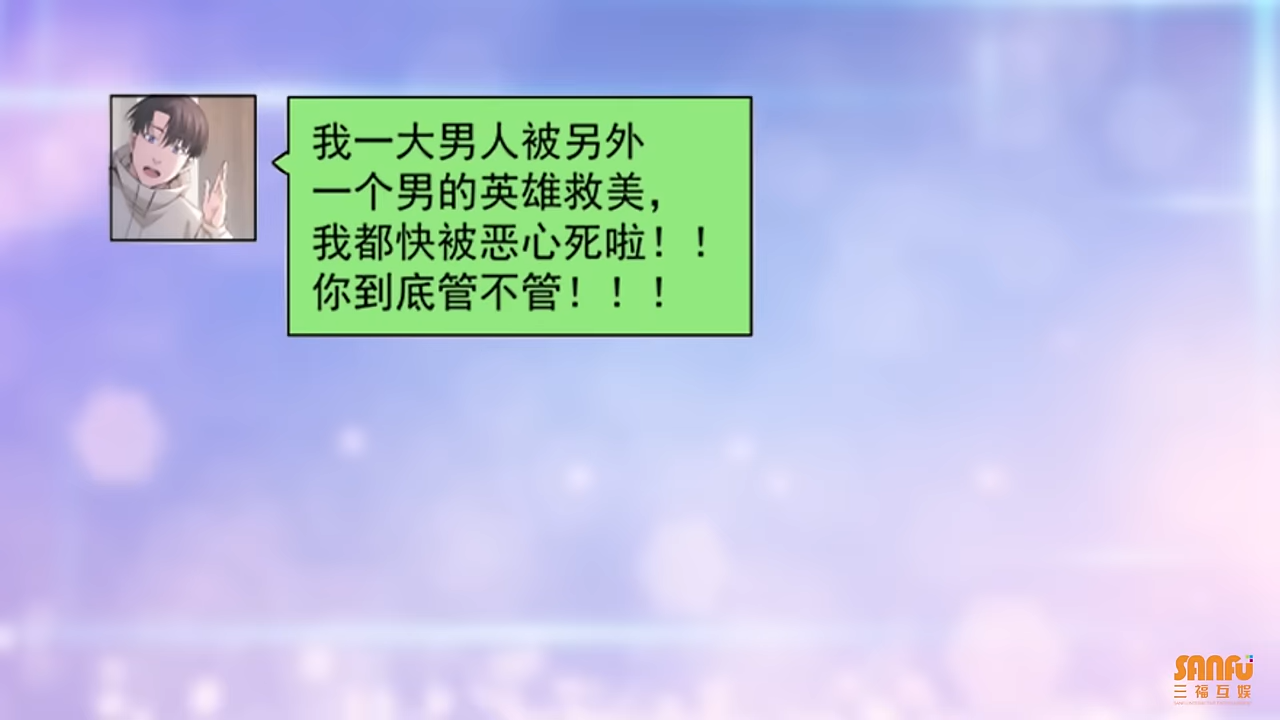 我一大男人被另外
一个男的英雄救美，
我都快被恶心死啦！！
你到底管不管！！！
SANFU
三福互娱